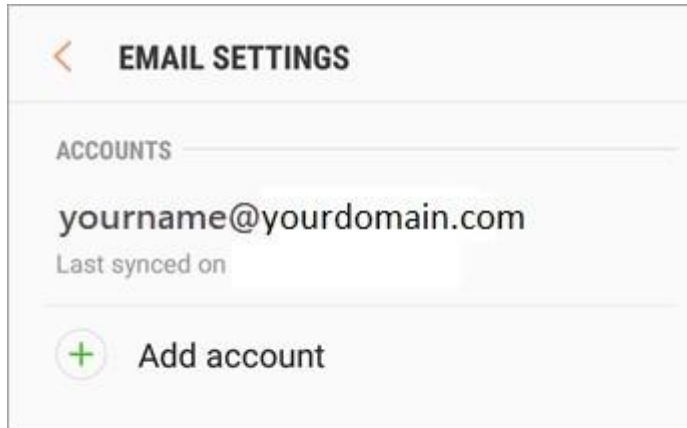 EMAIL SETTINGS
ACCOUNTS
yourname@yourdomain.com
Last synced on
Add account